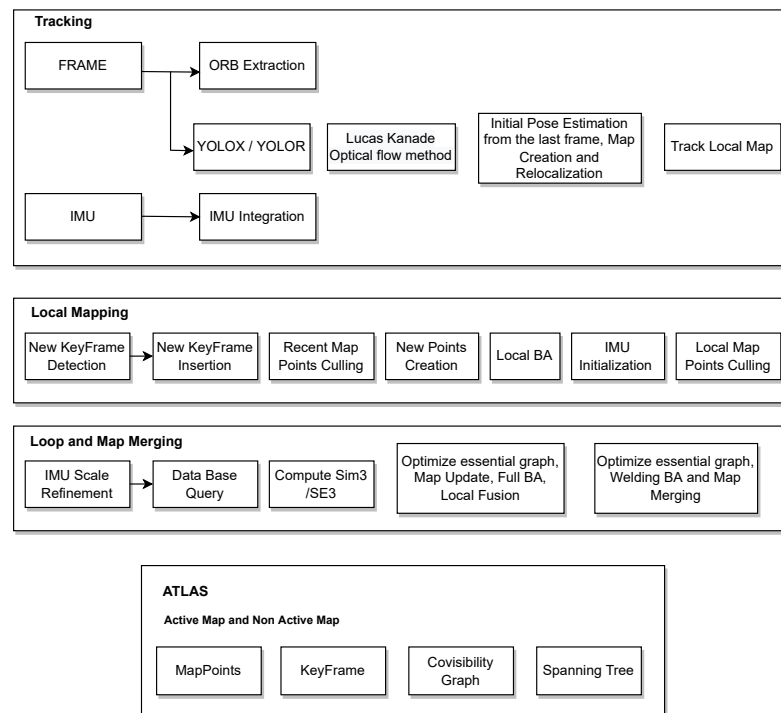 Tracking
FRAME
ORB Extraction
YOLOX / YOLOR
Lucas Kanade
Optical flow method
Initial Pose Estimation
from the last frame, Map
Creation and
Relocalization
Track Local Map
IMU
IMU Integration
Local Mapping
New KeyFrame
Detection
New KeyFrame
Insertion
Recent Map
Points Culling
New Points
Creation
Local BA
IMU
Initialization
Local Map
Points Culling
Loop and Map Merging
IMU Scale
Refinement
Data Base
Query
Compute Sim3
/SE3
Optimize essential graph,
Map Update, Full BA,
Local Fusion
Optimize essential graph,
Welding BA and Map
Merging
ATLAS
Active Map and Non Active Map
MapPoints
KeyFrame
Covisibility
Graph
Spanning Tree